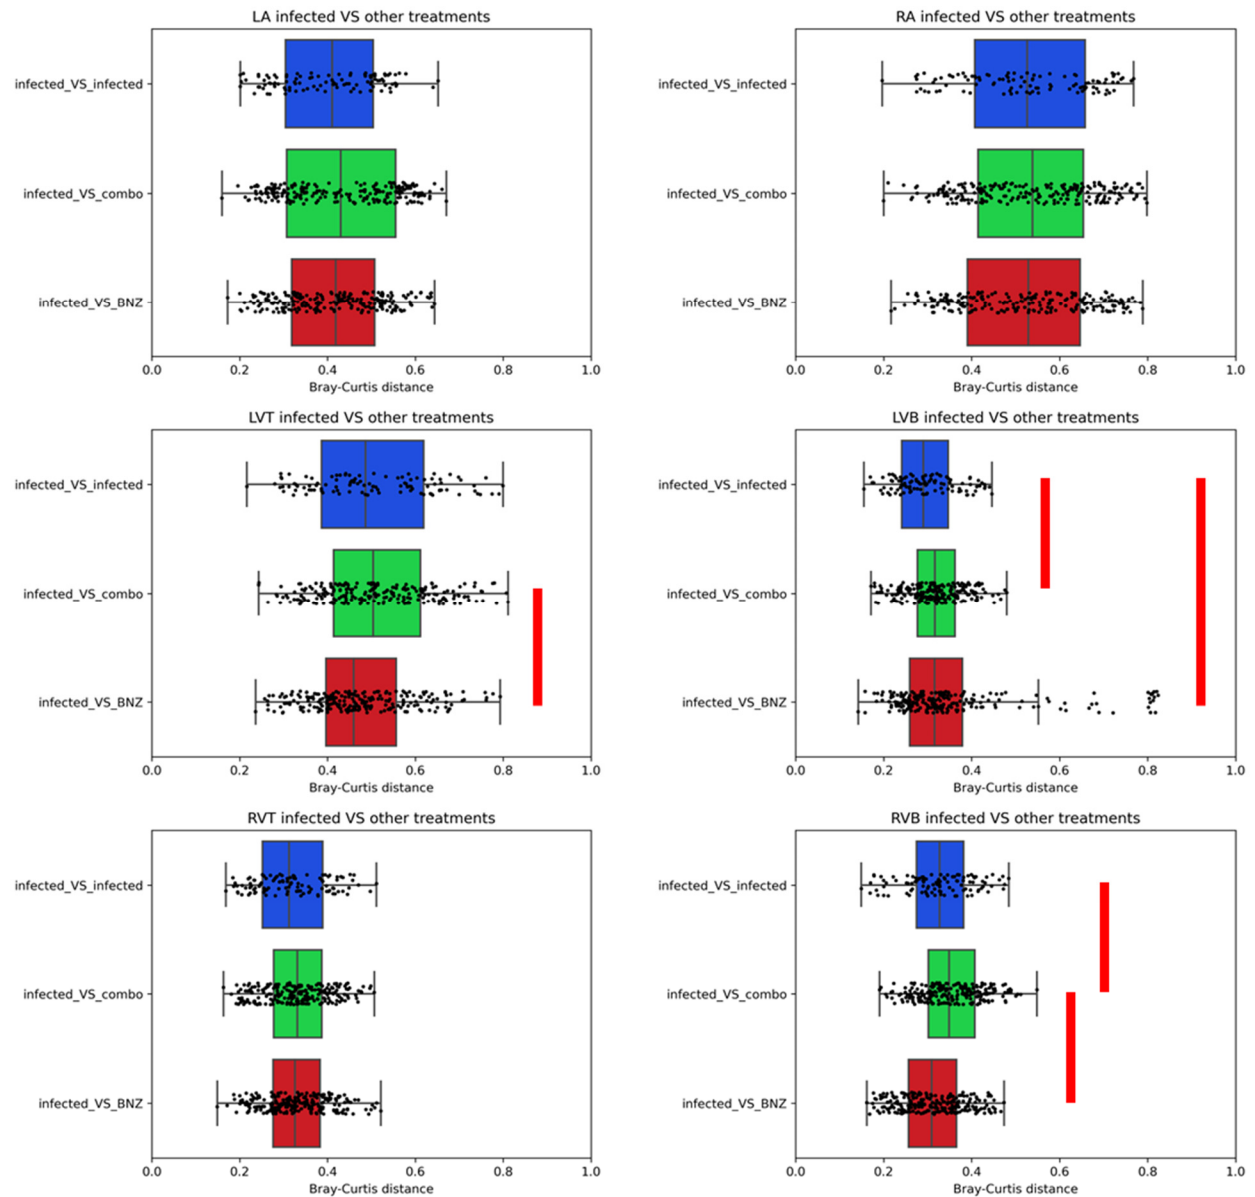 LA infected VS other treatments
infected_VS_infected
infected_VS_combo
infected_VS_BNZ
0.0 0.2 0.4 0.6 0.8 1.0
Bray-Curtis distance
RA infected VS other treatments
infected_VS_infected
infected_VS_combo
infected_VS_BNZ
0.0 0.2 0.4 0.6 0.8 1.0
Bray-Curtis distance
LVT infected VS other treatments
infected_VS_infected
infected_VS_combo
infected_VS_BNZ
0.0 0.2 0.4 0.6 0.8 1.0
Bray-Curtis distance
LVB infected VS other treatments
infected_VS_infected
infected_VS_combo
infected_VS_BNZ
0.0 0.2 0.4 0.6 0.8 1.0
Bray-Curtis distance
RVT infected VS other treatments
infected_VS_infected
infected_VS_combo
infected_VS_BNZ
0.0 0.2 0.4 0.6 0.8 1.0
Bray-Curtis distance
RVB infected VS other treatments
infected_VS_infected
infected_VS_combo
infected_VS_BNZ
0.0 0.2 0.4 0.6 0.8 1.0
Bray-Curtis distance